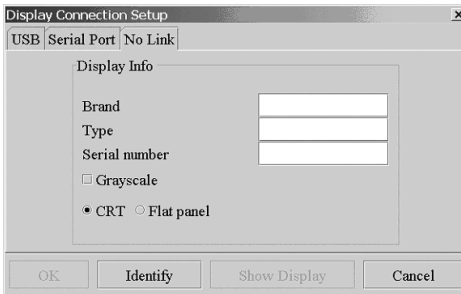 Display Connection Setup
USB Serial Port No Link
Display Info
Brand
Type
Serial number
Grayscale
CRT Flat panel
OK Identify Show Display Cancel